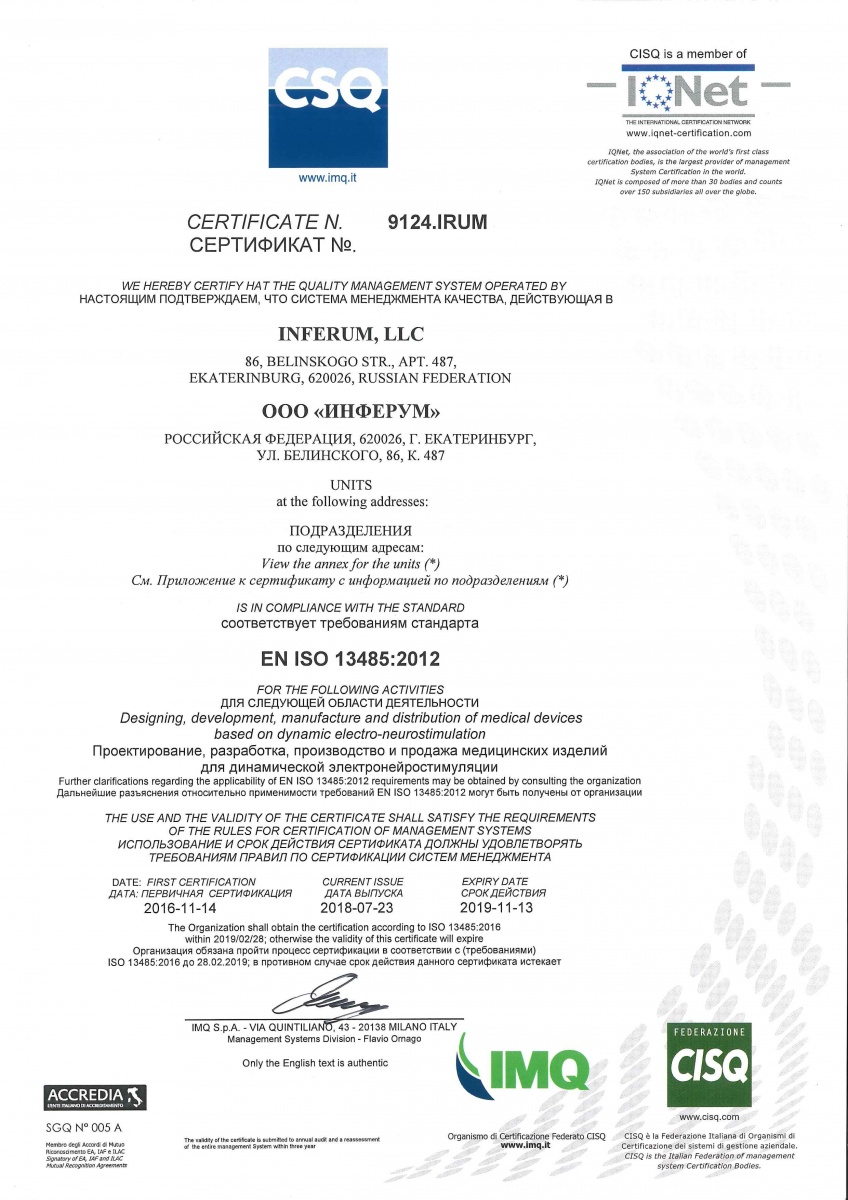 CSQ
www.imq.it
CISQ is a member of
IQNet
THE INTERNATIONAL CERTIFICATION NETWORK
www.iqnet-certification.com
IQNet, the association of the world's first class
certification bodies, is the largest provider of management
System Certification in the world.
IQNet is composed of more than 30 bodies and counts
over 150 subsidiaries all over the globe.
CERTIFICATE N. 9124.IRUM
СЕРТИФИКАТ №.
WE HEREBY CERTIFY HAT THE QUALITY MANAGEMENT SYSTEM OPERATED BY
НАСТОЯЩИМ ПОДТВЕРЖДАЕМ, ЧТО СИСТЕМА МЕНЕДЖМЕНТА КАЧЕСТВА, ДЕЙСТВУЮЩАЯ В
INFERUM, LLC
86, BELINSKOGO STR., APT. 487,
EKATERINBURG, 620026, RUSSIAN FEDERATION
ООО «ИНФЕРУМ»
РОССИЙСКАЯ ФЕДЕРАЦИЯ, 620026, Г. ЕКАТЕРИНБУРГ,
УЛ. БЕЛИНСКОГО, 86, К. 487
UNITS
at the following addresses:
ПОДРАЗДЕЛЕНИЯ
по следующим адресам:
View the annex for the units (*)
См. Приложение к сертификату с информацией по подразделениям (*)
IS IN COMPLIANCE WITH THE STANDARD
соответствует требованиям стандарта
EN ISO 13485:2012
FOR THE FOLLOWING ACTIVITIES
ДЛЯ СЛЕДУЮЩЕЙ ОБЛАСТИ ДЕЯТЕЛЬНОСТИ
Designing, development, manufacture and distribution of medical devices
based on dynamic electro-neurostimulation
Проектирование, разработка, производство и продажа медицинских изделий
для динамической электронейростимуляции
Further clarifications regarding the applicability of EN ISO 13485:2012 requirements may be obtained by consulting the organization
Дальнейшие разъяснения относительно применимости требований EN ISO 13485:2012 могут быть получены от организации
THE USE AND THE VALIDITY OF THE CERTIFICATE SHALL SATISFY THE REQUIREMENTS
OF THE RULES FOR CERTIFICATION OF MANAGEMENT SYSTEMS
ИСПОЛЬЗОВАНИЕ И СРОК ДЕЙСТВИЯ СЕРТИФИКАТА ДОЛЖНЫ УДОВЛЕТВОРЯТЬ
ТРЕБОВАНИЯМ ПРАВИЛ ПО СЕРТИФИКАЦИИ СИСТЕМ МЕНЕДЖМЕНТА
DATE: FIRST CERTIFICATION CURRENT ISSUE EXPIRY DATE
ДАТА: ПЕРВИЧНАЯ СЕРТИФИКАЦИЯ ДАТА ВЫПУСКА СРОК ДЕЙСТВИЯ
2016-11-14 2018-07-23 2019-11-13
The Organization shall obtain the certification according to ISO 13485:2016
within 2019/02/28; otherwise the validity of this certificate will expire
Организация обязана пройти процесс сертификации в соответствии с (требованиями)
ISO 13485:2016 до 28.02.2019; в противном случае срок действия данного сертификата истекает
IMQ S.p.A. - VIA QUINTILIANO, 43 - 20138 MILANO ITALY
Management Systems Division - Flavio Ornago
Only the English text is authentic
ACCREDIA
L'ENTE ITALIANO DI ACCREDITAMENTO
SGQ N° 005 A
Membro degli Accordi di Mutuo
Riconoscimento EA, IAF e ILAC
Signatory of EA, IAF and ILAC
Mutual Recognition Agreements
The validity of the certificate is submitted to annual audit and a reassessment
of the entire management System within three year
IMQ
Organismo di Certificazione Federato CISQ
www.imq.it
FEDERAZIONE
CISQ
www.cisq.com
CISQ è la Federazione Italiana di Organismi di
Certificazione dei sistemi di gestione aziendale.
CISQ is the Italian Federation of management
system Certification Bodies.